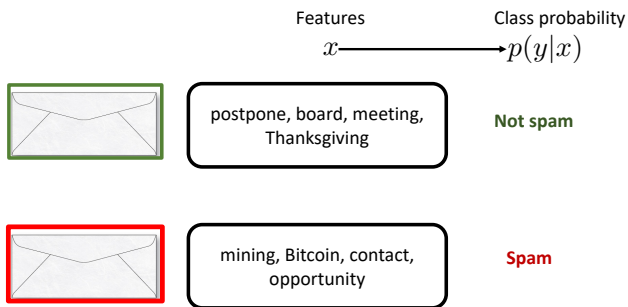 Features
Class probability
x p(y|x)
postpone, board, meeting,
Thanksgiving
Not spam
mining, Bitcoin, contact,
opportunity
Spam